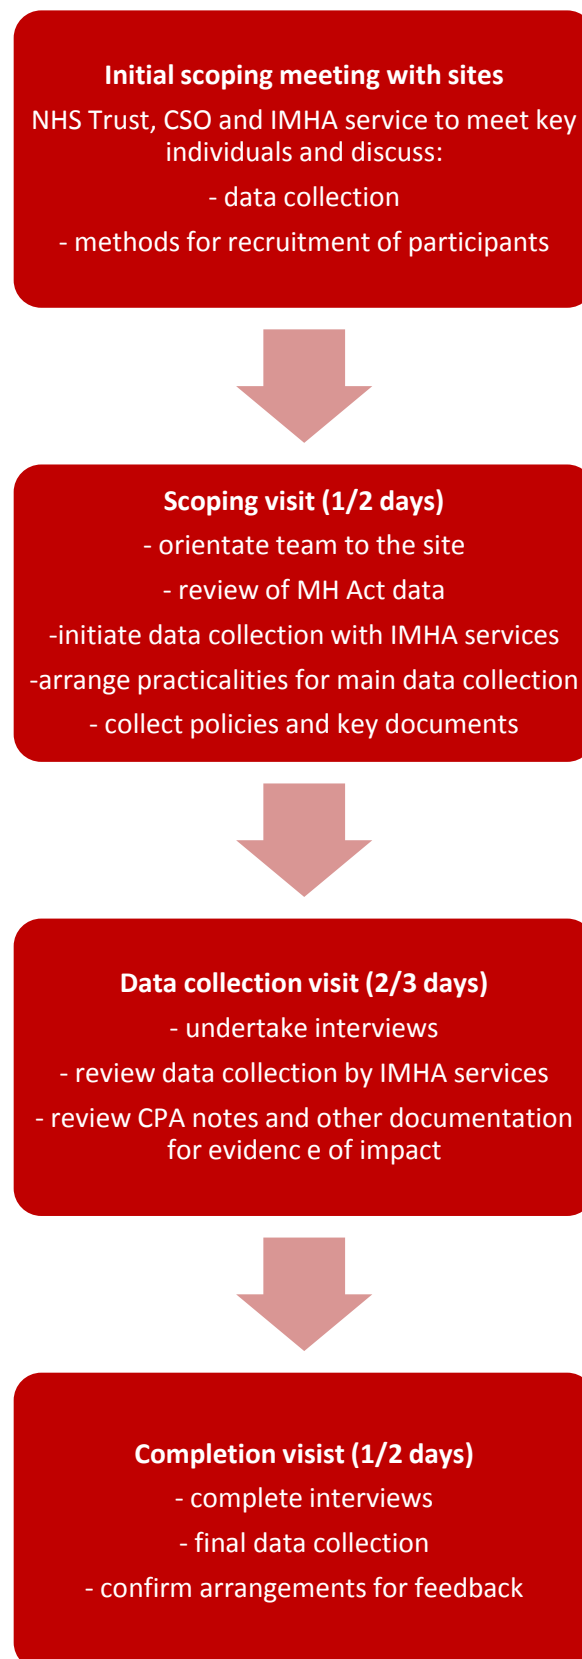 Initial scoping meeting with sites
NHS Trust, CSO and IMHA service to meet key
individuals and discuss:
- data collection
- methods for recruitment of participants
Scoping visit (1/2 days)
- orientate team to the site
- review of MH Act data
-initiate data collection with IMHA services
-arrange practicalities for main data collection
- collect policies and key documents
Data collection visit (2/3 days)
- undertake interviews
- review data collection by IMHA services
- review CPA notes and other documentation
for evidenc e of impact
Completion visist (1/2 days)
- complete interviews
- final data collection
- confirm arrangements for feedback